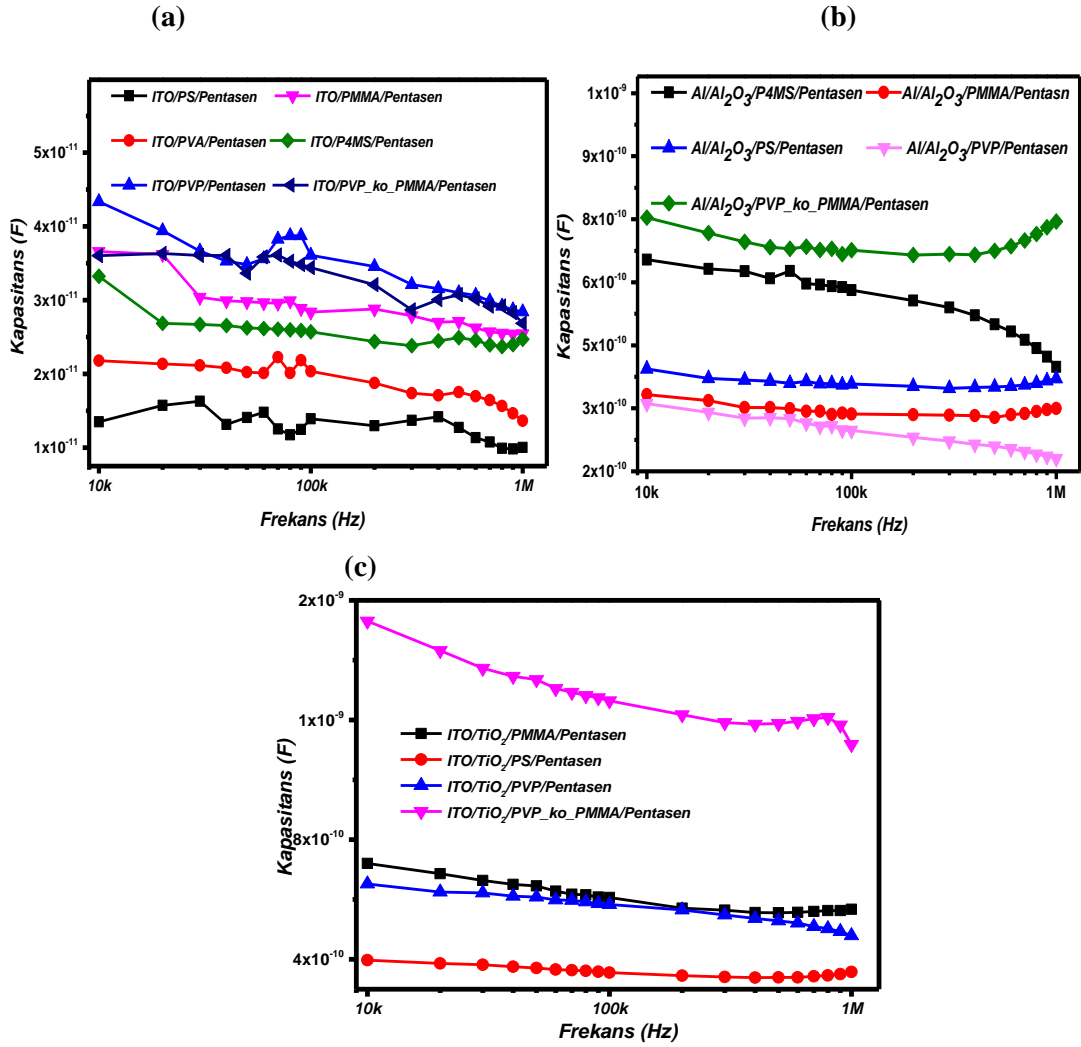 (a)
(b)
ITO/PS/Pentasen
ITO/PMMA/Pentasen
ITO/PVA/Pentasen
ITO/P4MS/Pentasen
ITO/PVP/Pentasen
ITO/PVP_ko_PMMA/Pentasen
5x10⁻¹¹
4x10⁻¹¹
3x10⁻¹¹
2x10⁻¹¹
1x10⁻¹¹
Kapasitans (F)
10k
100k
1M
Frekans (Hz)
Al/Al₂O₃/P4MS/Pentasen
Al/Al₂O₃/PMMA/Pentasn
Al/Al₂O₃/PS/Pentasen
Al/Al₂O₃/PVP/Pentasen
Al/Al₂O₃/PVP_ko_PMMA/Pentasen
1x10⁻⁹
9x10⁻¹⁰
8x10⁻¹⁰
6x10⁻¹⁰
5x10⁻¹⁰
3x10⁻¹⁰
2x10⁻¹⁰
Kapasitans (F)
10k
100k
1M
Frekans (Hz)
(c)
2x10⁻⁹
1x10⁻⁹
8x10⁻¹⁰
4x10⁻¹⁰
Kapasitans (F)
ITO/TiO₂/PMMA/Pentasen
ITO/TiO₂/PS/Pentasen
ITO/TiO₂/PVP/Pentasen
ITO/TiO₂/PVP_ko_PMMA/Pentasen
10k
100k
1M
Frekans (Hz)